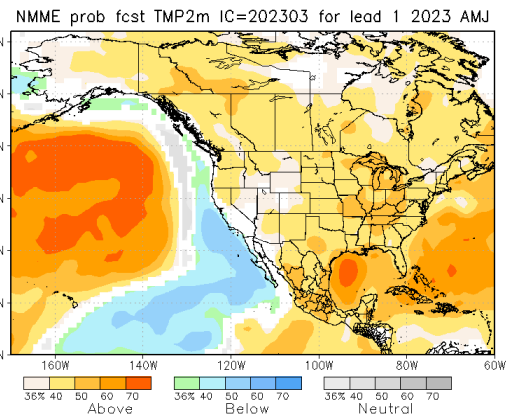 NMME prob fcst TMP2m IC=202303 for lead 1 2023 AMJ
N
N
N
N
N
N
N
160W 140W 120W 100W 80W 60W
36% 40 50 60 70 36% 40 50 60 70 36% 40 50 60 70
Above Below Neutral